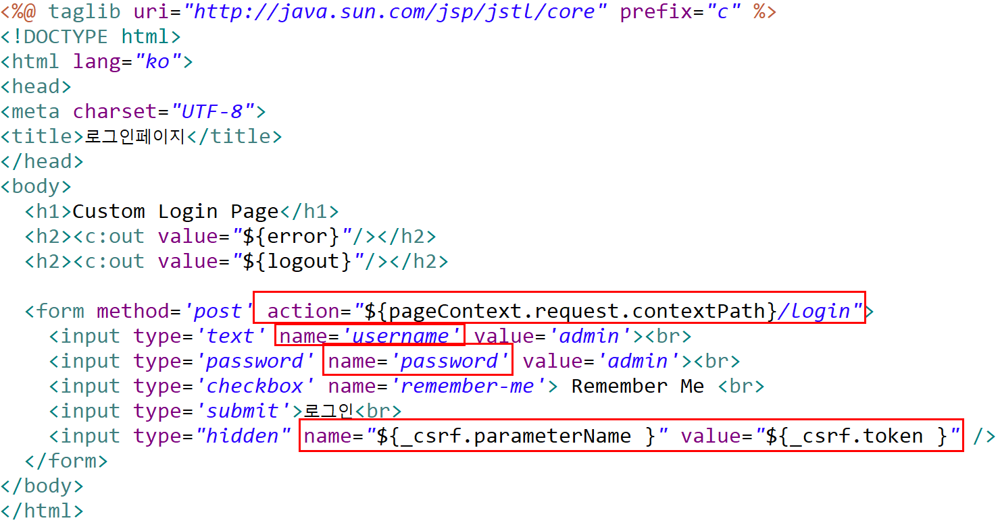 <%@ taglib uri="http://java.sun.com/jsp/jstl/core" prefix="c" %>
<!DOCTYPE html>
<html lang="ko">
<head>
<meta charset="UTF-8">
<title>로그인페이지</title>
</head>
<body>
  <h1>Custom Login Page</h1>
  <h2><c:out value="${error}"/></h2>
  <h2><c:out value="${logout}"/></h2>
  <form method='post' action="${pageContext.request.contextPath}/login">
    <input type='text' name='username' value='admin'><br>
    <input type='password' name='password' value='admin'><br>
    <input type='checkbox' name='remember-me'> Remember Me <br>
    <input type='submit'>로그인<br>
    <input type="hidden" name="${_csrf.parameterName }" value="${_csrf.token }" />
  </form>
</body>
</html>